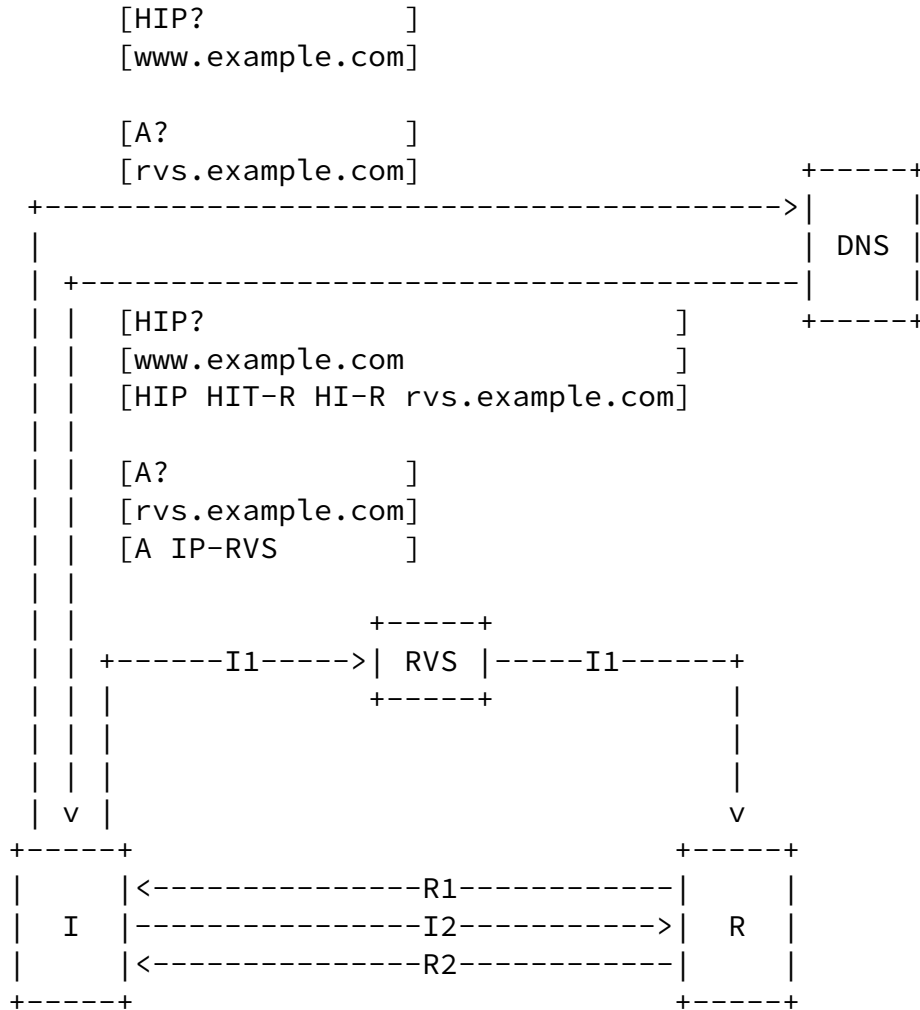 [HIP? ]
[www.example.com]
[A? ]
[rvs.example.com]
DNS
[HIP? ]
[www.example.com ]
[HIP HIT-R HI-R rvs.example.com]
[A? ]
[rvs.example.com]
[A IP-RVS ]
I1 RVS I1
R1
I I2 R
R2